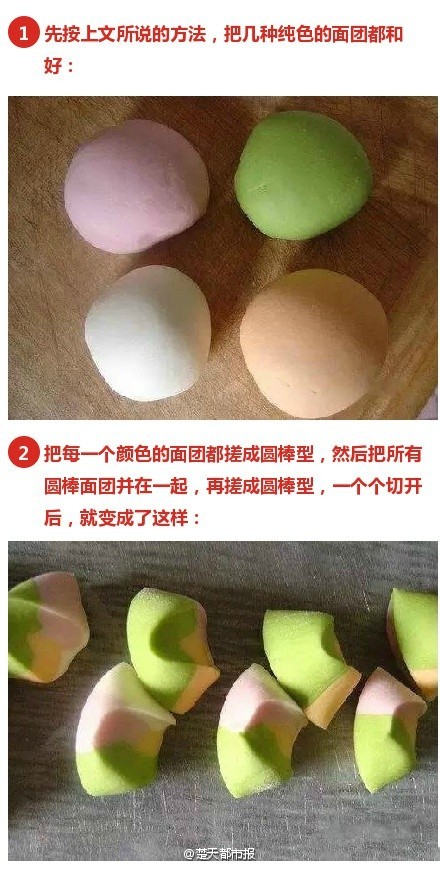 1 先按上文所说的方法，把几种纯色的面团都和
好：
2 把每一个颜色的面团都搓成圆棒型，然后把所有
圆棒面团并在一起，再搓成圆棒型，一个个切开
后，就变成了这样：
@楚天都市报